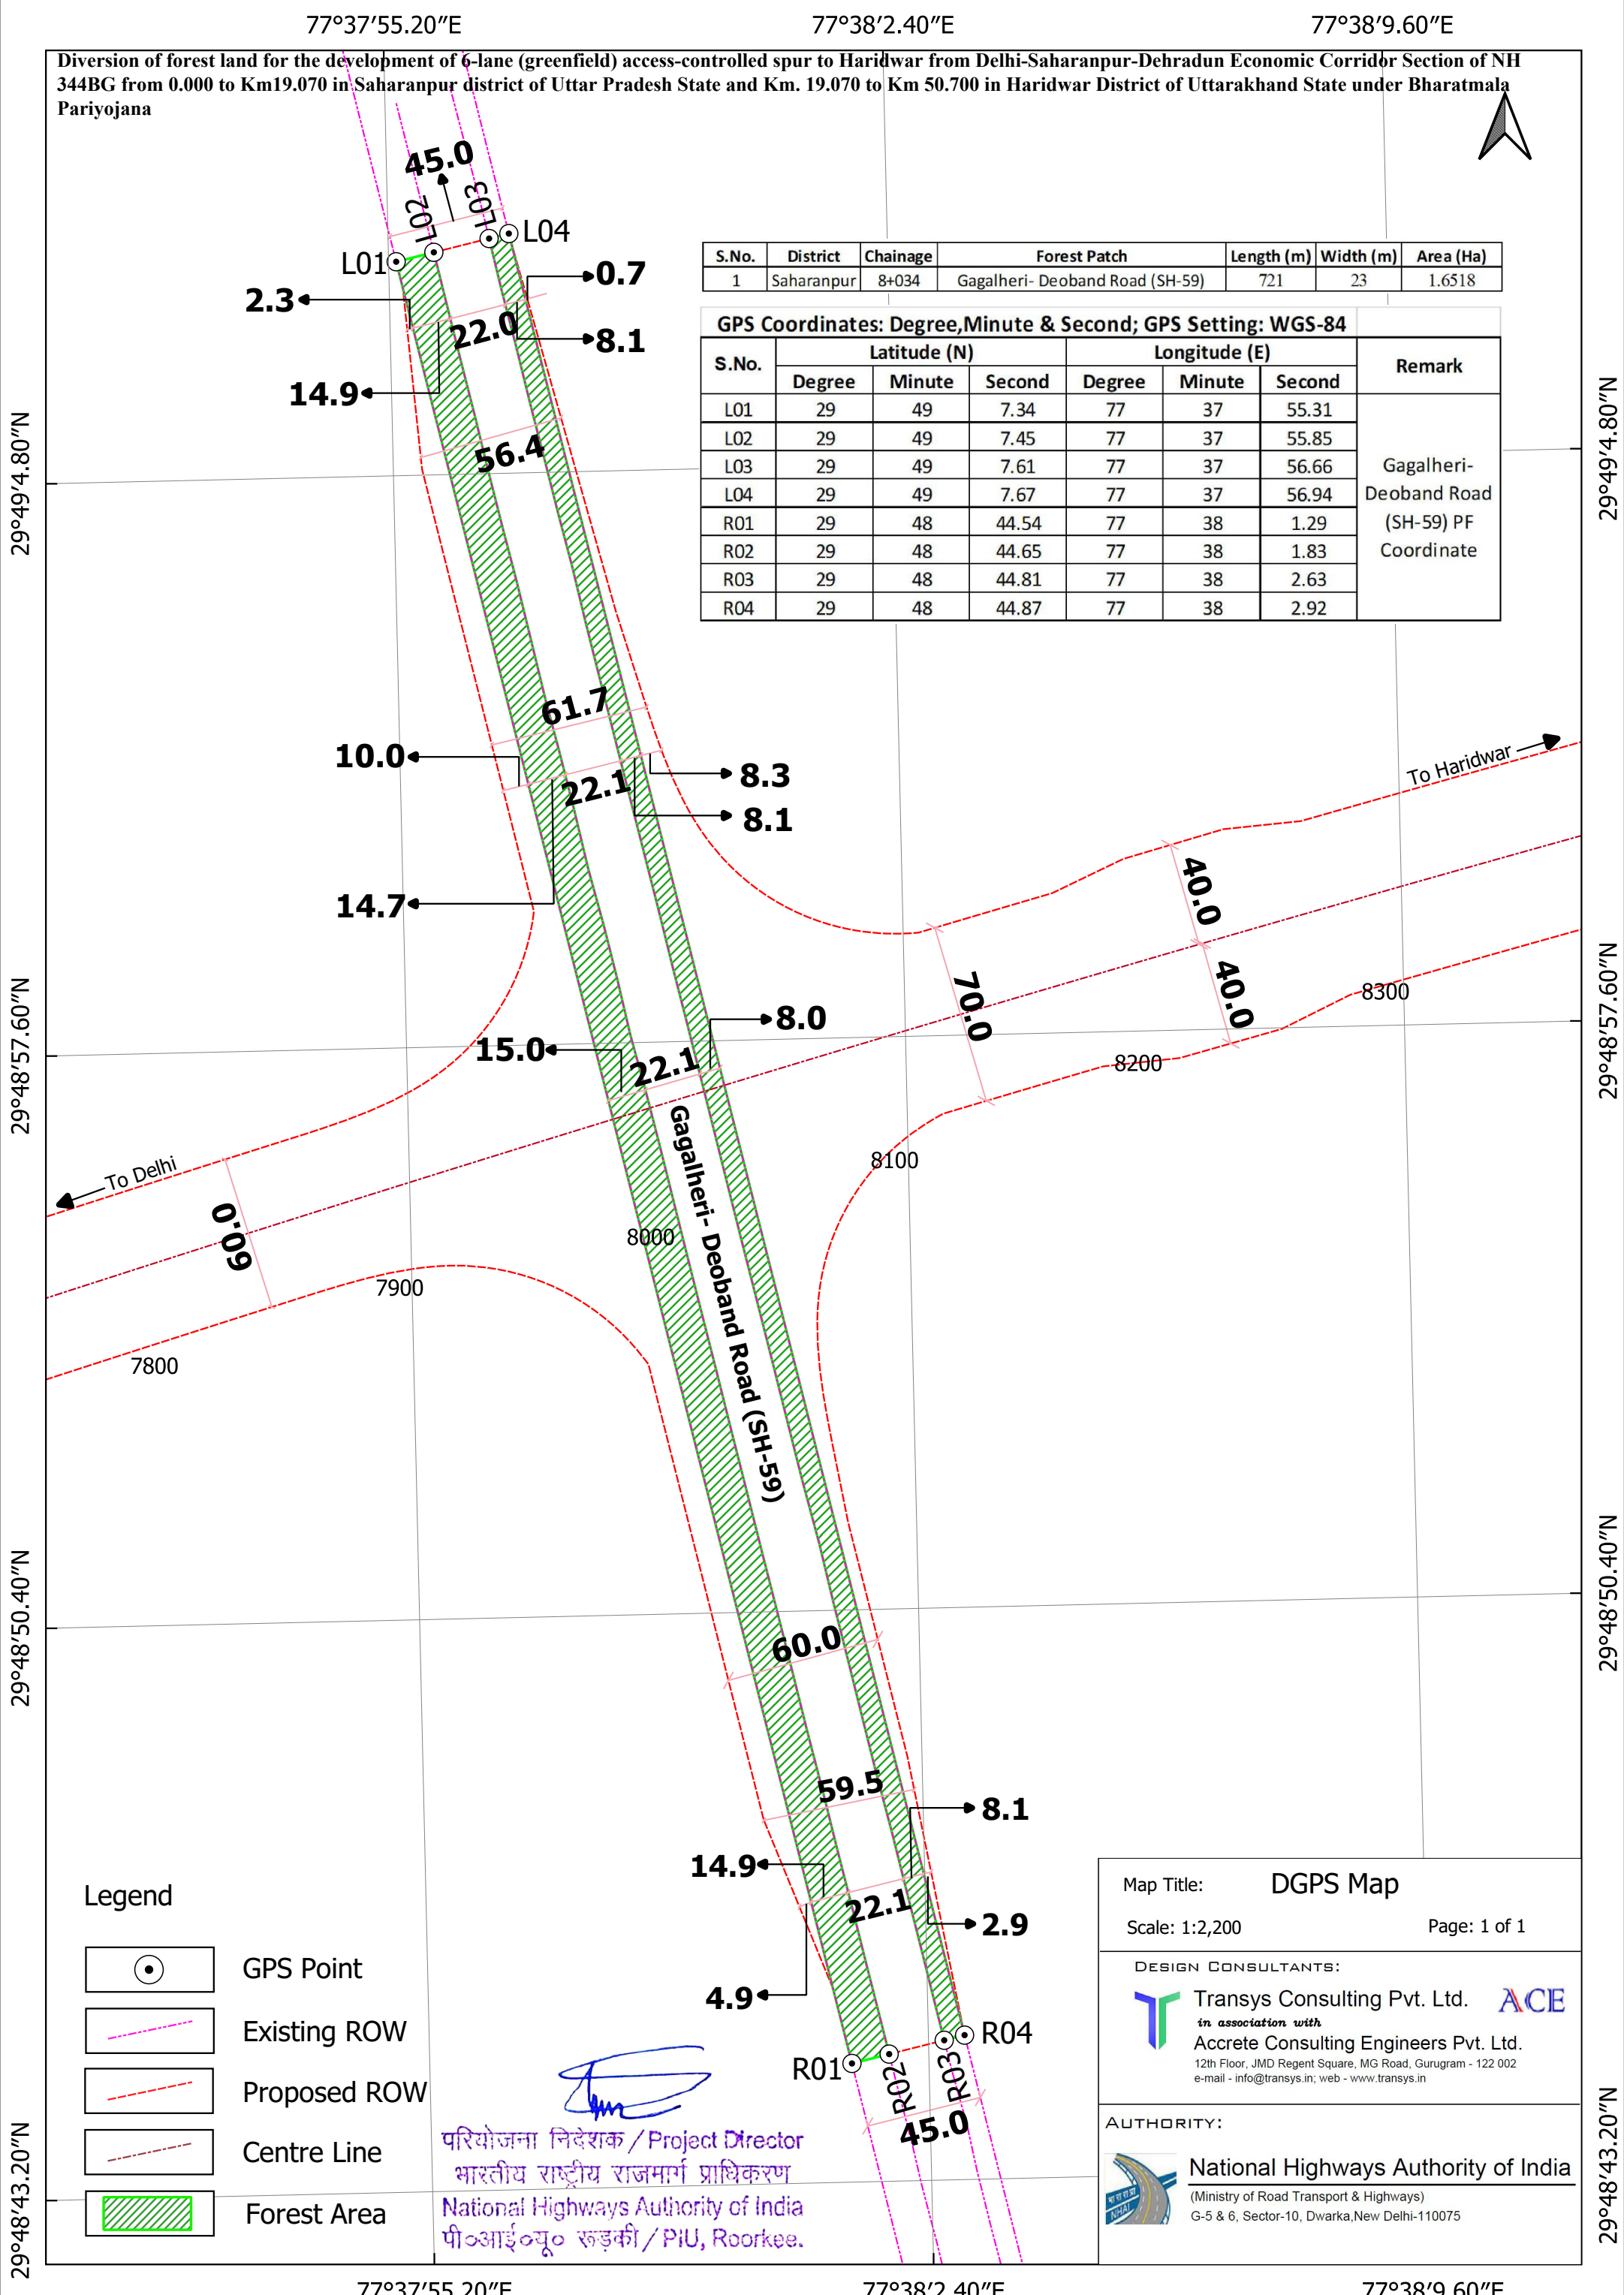 77°37′55.20″E 77°38′2.40″E 77°38′9.60″E
Diversion of forest land for the development of 6-lane (greenfield) access-controlled spur to Haridwar from Delhi-Saharanpur-Dehradun Economic Corridor Section of NH
344BG from 0.000 to Km19.070 in Saharanpur district of Uttar Pradesh State and Km. 19.070 to Km 50.700 in Haridwar District of Uttarakhand State under Bharatmala
Pariyojana
45.0
L02 L03
L01 L04
S.No. District Chainage Forest Patch Length (m) Width (m) Area (Ha)
1 Saharanpur 8+034 Gagalheri- Deoband Road (SH-59) 721 23 1.6518
0.7
2.3
22.0
8.1
14.9
GPS Coordinates: Degree,Minute & Second; GPS Setting: WGS-84
S.No. Latitude (N) Longitude (E) Remark
Degree Minute Second Degree Minute Second
L01 29 49 7.34 77 37 55.31
L02 29 49 7.45 77 37 55.85
L03 29 49 7.61 77 37 56.66
L04 29 49 7.67 77 37 56.94
R01 29 48 44.54 77 38 1.29
R02 29 48 44.65 77 38 1.83
R03 29 48 44.81 77 38 2.63
R04 29 48 44.87 77 38 2.92
Gagalheri-
Deoband Road
(SH-59) PF
Coordinate
56.4
29°49′4.80″N 29°49′4.80″N
61.7
10.0
22.1
8.3
8.1
14.7
To Haridwar
40.0
40.0
70.0
8300
8.0
15.0
22.1
29°48′57.60″N 29°48′57.60″N
8200
8100
To Delhi
60.0
Gagalheri- Deoband Road (SH-59)
8000
7900
7800
29°48′50.40″N 29°48′50.40″N
60.0
59.5
8.1
14.9
22.1
2.9
4.9
R01 R02 R03 R04
45.0
Legend
GPS Point
Existing ROW
Proposed ROW
Centre Line
Forest Area
परियोजना निदेशक / Project Director
भारतीय राष्ट्रीय राजमार्ग प्राधिकरण
National Highways Authority of India
पी०आई०यू० रूड़की / PIU, Roorkee.
Map Title: DGPS Map
Scale: 1:2,200 Page: 1 of 1
DESIGN CONSULTANTS:
Transys Consulting Pvt. Ltd. ACE
in association with
Accrete Consulting Engineers Pvt. Ltd.
12th Floor, JMD Regent Square, MG Road, Gurugram - 122 002
e-mail - info@transys.in; web - www.transys.in
AUTHORITY:
National Highways Authority of India
(Ministry of Road Transport & Highways)
G-5 & 6, Sector-10, Dwarka,New Delhi-110075
NHAI
29°48′43.20″N 29°48′43.20″N
77°37′55.20″E 77°38′2.40″E 77°38′9.60″E